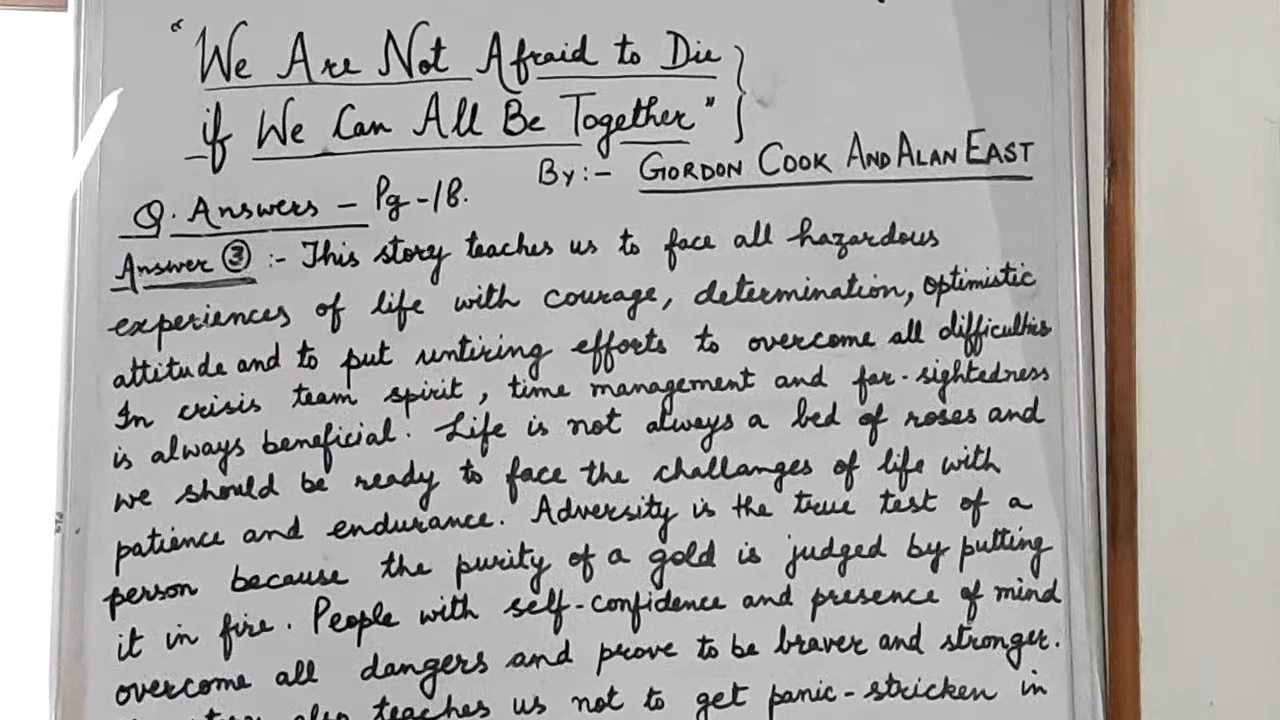 "We Are Not Afraid to Die
if We Can All Be Together"
By:- GORDON COOK AND ALAN EAST
Q. Answers - Pg-18.
Answer ③ :- This story teaches us to face all hazardous
experiences of life with courage, determination, optimistic
attitude and to put untiring efforts to overcome all difficulties
In crisis team spirit, time management and far-sightedness
is always beneficial. Life is not always a bed of roses and
we should be ready to face the challanges of life with
patience and endurance. Adversity is the true test of a
person because the purity of a gold is judged by putting
it in fire. People with self-confidence and presence of mind
overcome all dangers and prove to be braver and stronger.
also teaches us not to get panic-stricken in